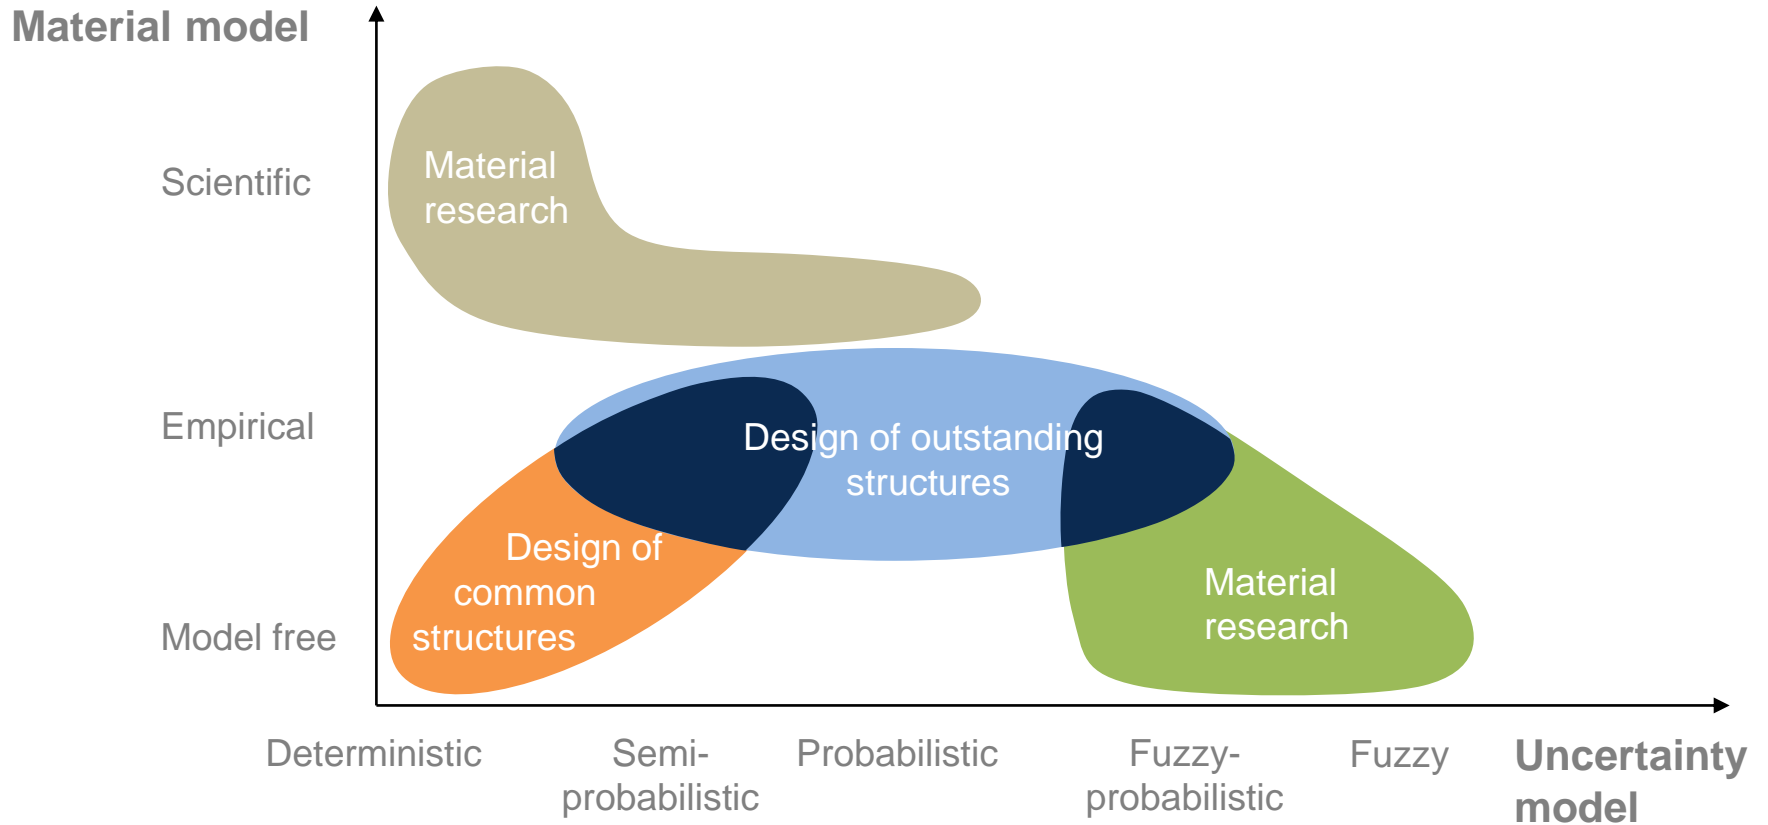 Material model
Scientific
Material
research
Empirical
Design of outstanding
structures
Design of
common
structures
Model free
Material
research
Deterministic
Semi-
probabilistic
Probabilistic
Fuzzy-
probabilistic
Fuzzy
Uncertainty
model